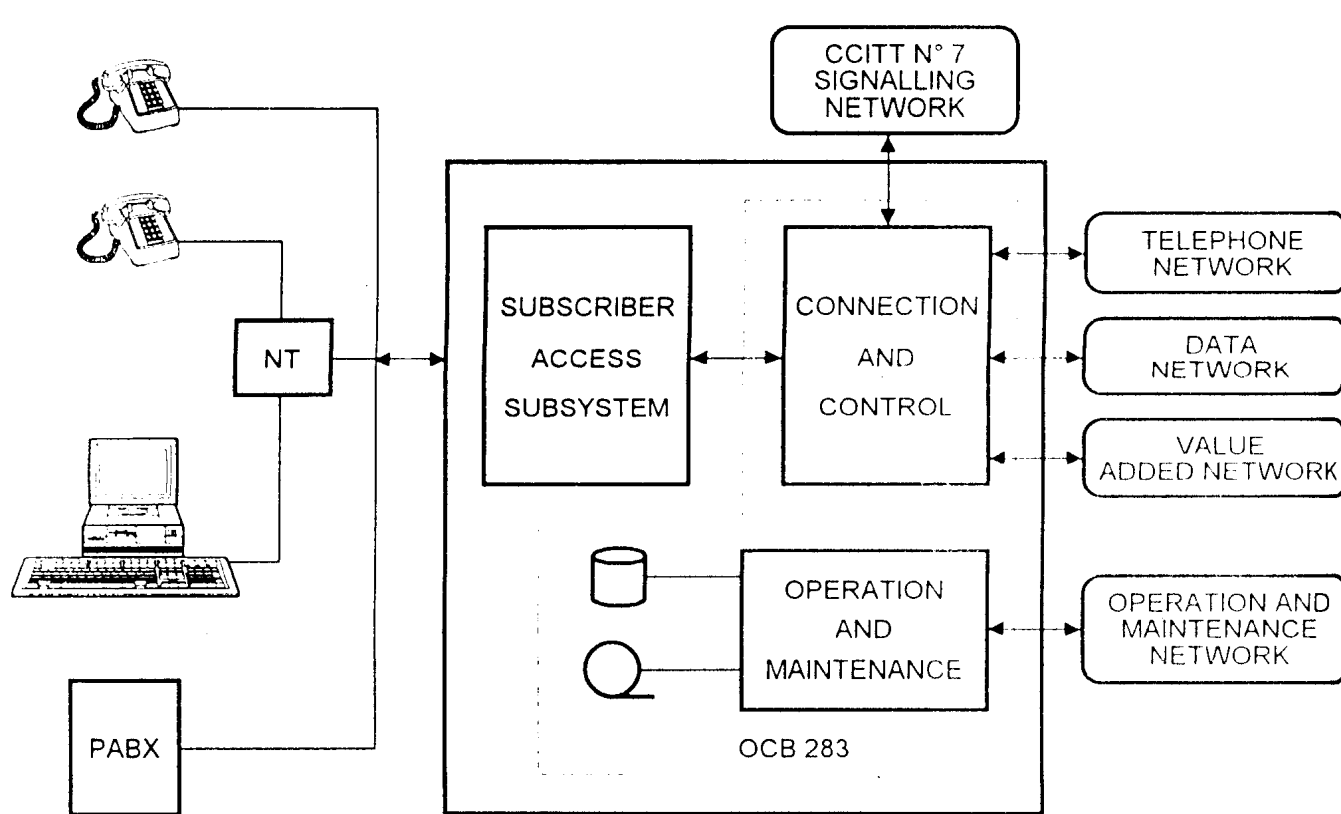 CCITT N° 7
SIGNALLING
NETWORK
SUBSCRIBER
ACCESS
SUBSYSTEM
CONNECTION
AND
CONTROL
TELEPHONE
NETWORK
DATA
NETWORK
VALUE
ADDED NETWORK
NT
OPERATION
AND
MAINTENANCE
OPERATION AND
MAINTENANCE
NETWORK
PABX
OCB 283